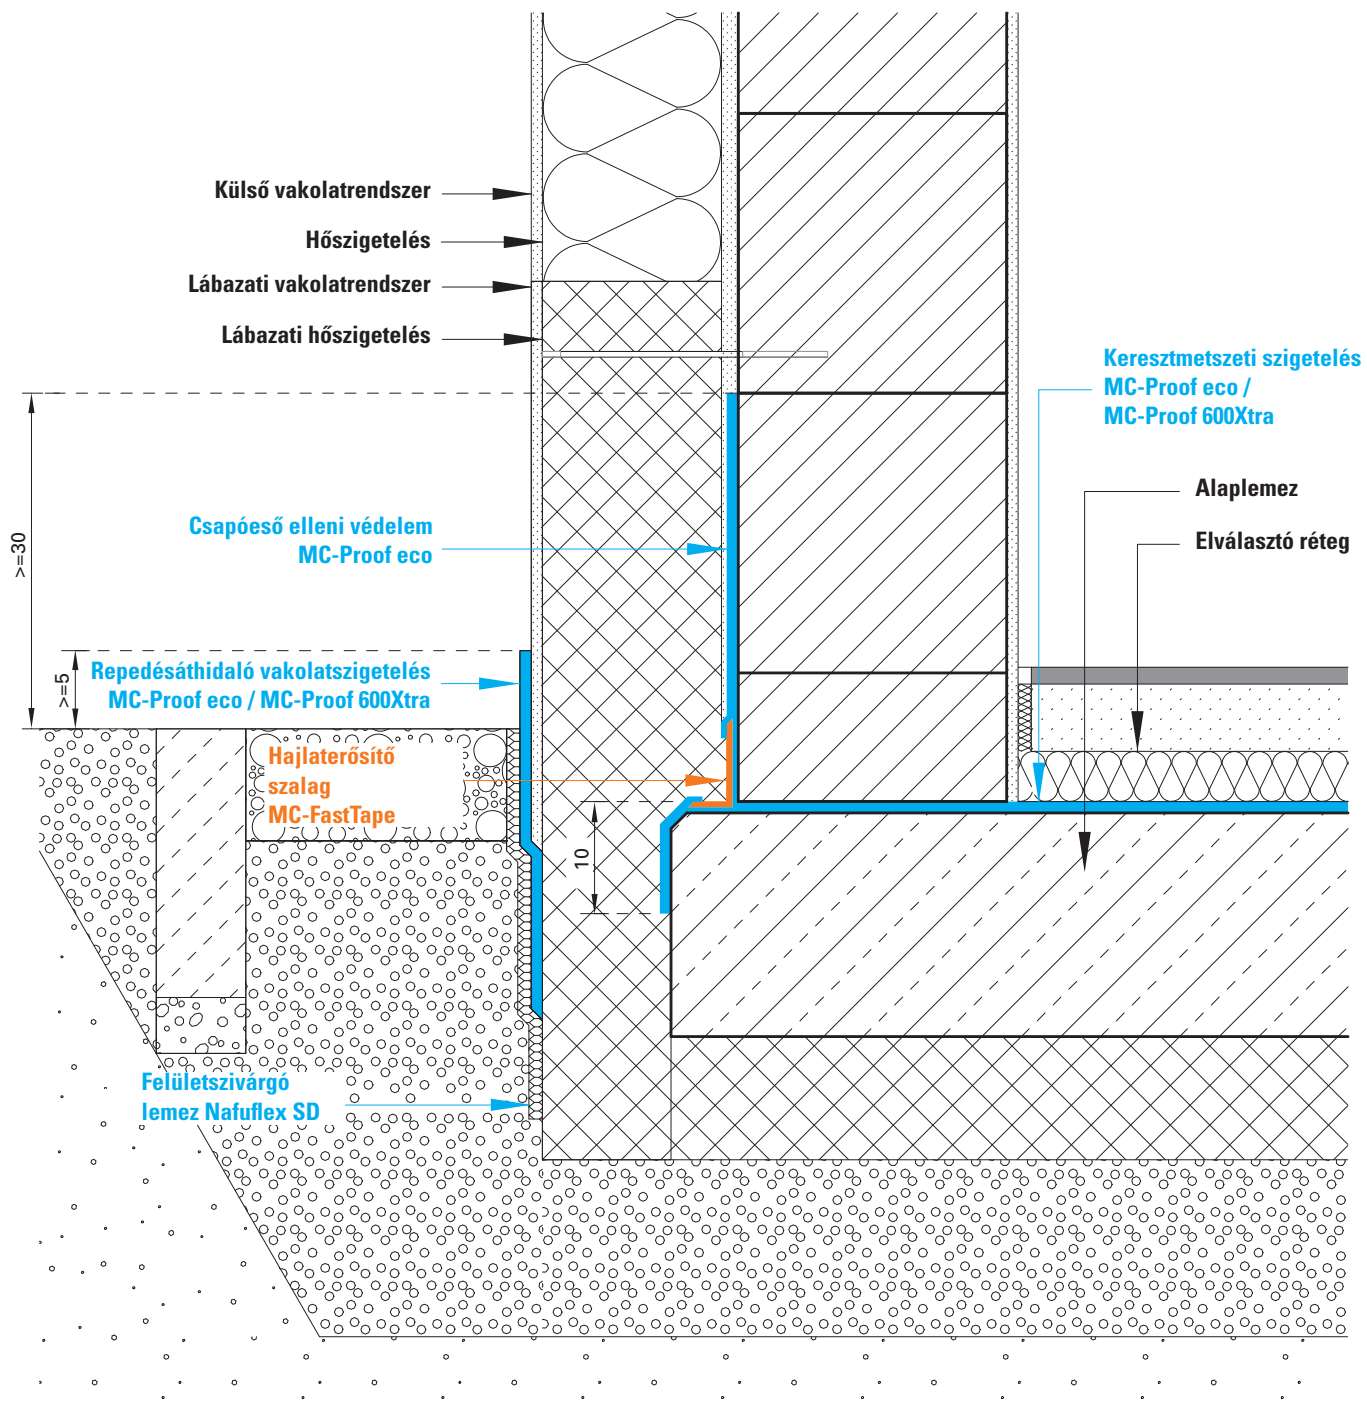 Külső vakolatrendszer
Hőszigetelés
Lábazati vakolatrendszer
Lábazati hőszigetelés
Keresztmetszeti szigetelés
MC-Proof eco /
MC-Proof 600Xtra
Alaplemez
Elválasztó réteg
Csapóeső elleni védelem
MC-Proof eco
>=30
>=5
Repedésáthidaló vakolatszigetelés
MC-Proof eco / MC-Proof 600Xtra
Hajlaterősítő
szalag
MC-FastTape
10
Felületszivárgó
lemez Nafuflex SD